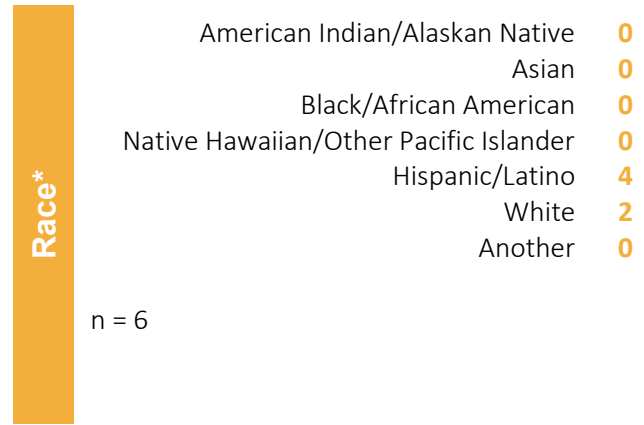 Race*
American Indian/Alaskan Native 0
Asian 0
Black/African American 0
Native Hawaiian/Other Pacific Islander 0
Hispanic/Latino 4
White 2
Another 0
n = 6